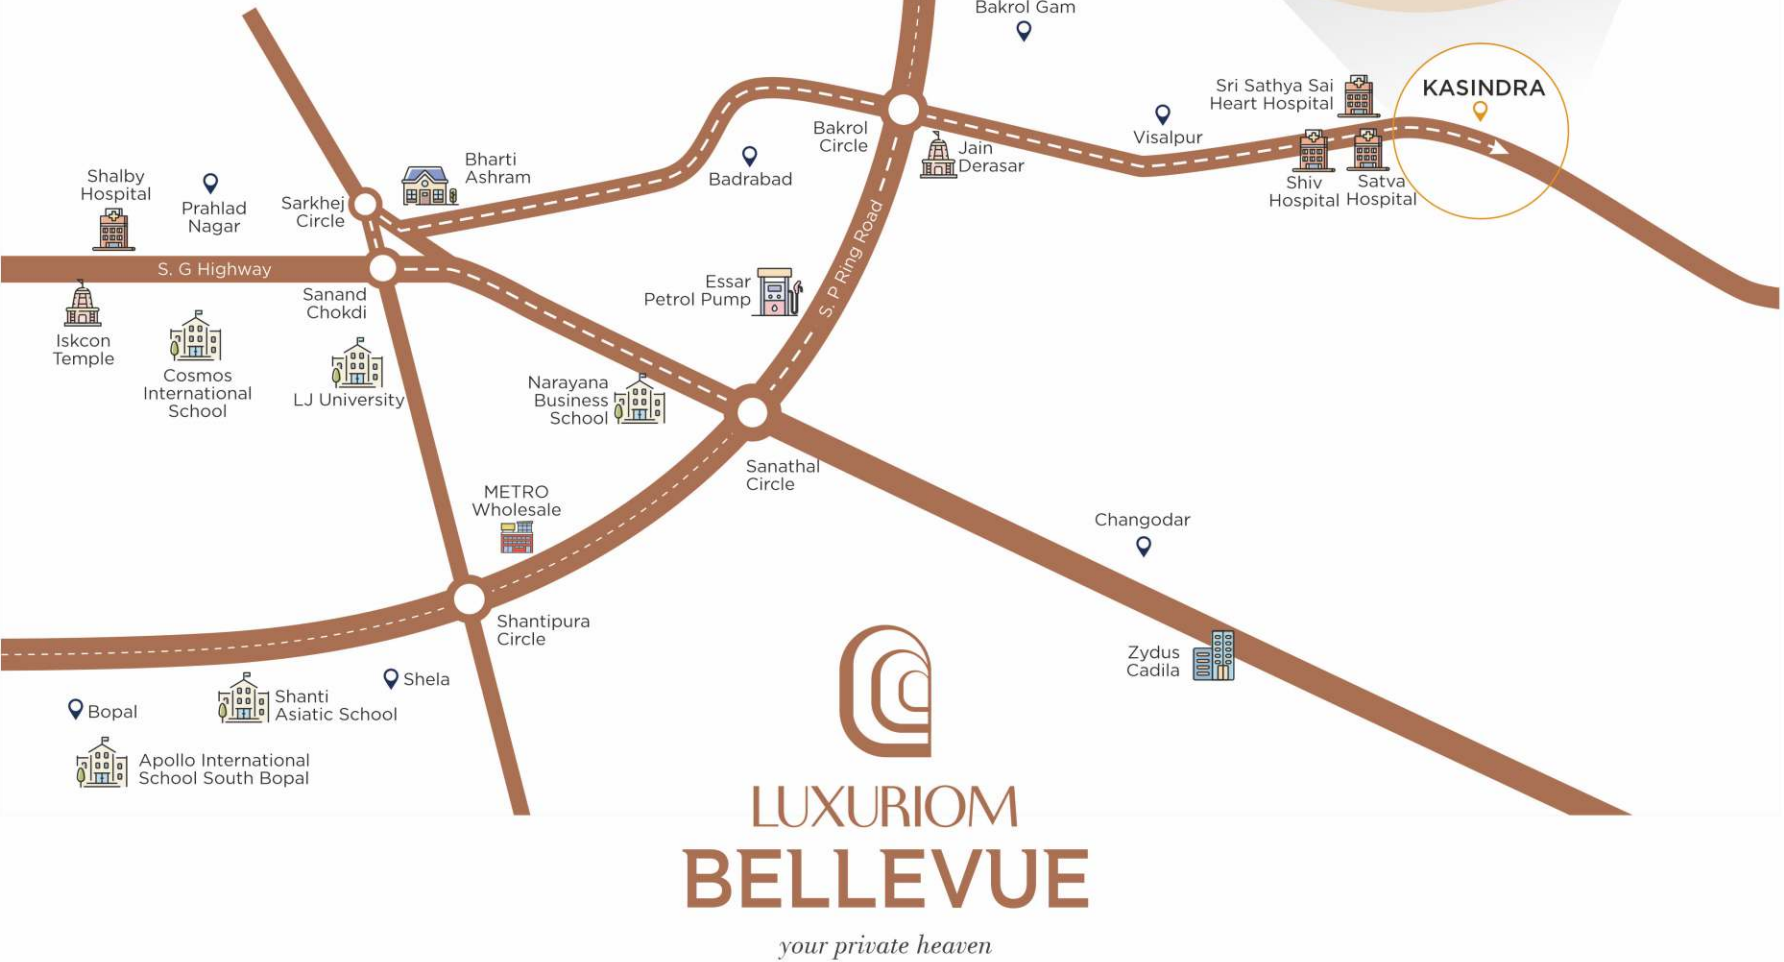 Bakrol Gam
Sri Sathya Sai
Heart Hospital
KASINDRA
Bakrol
Circle
Visalpur
Jain
Derasar
Bharti
Ashram
Badrabad
Shalby
Hospital
Prahlad
Nagar
Sarkhej
Circle
Shiv
Hospital
Satva
Hospital
S. G Highway
S. P Ring Road
Sanand
Chokdi
Essar
Petrol Pump
Iskcon
Temple
Cosmos
International
School
LJ University
Narayana
Business
School
Sanathal
Circle
METRO
Wholesale
Changodar
Shantipura
Circle
Zydus
Cadila
Shela
Bopal
Shanti
Asiatic School
Apollo International
School South Bopal
LUXURIOM
BELLEVUE
your private heaven